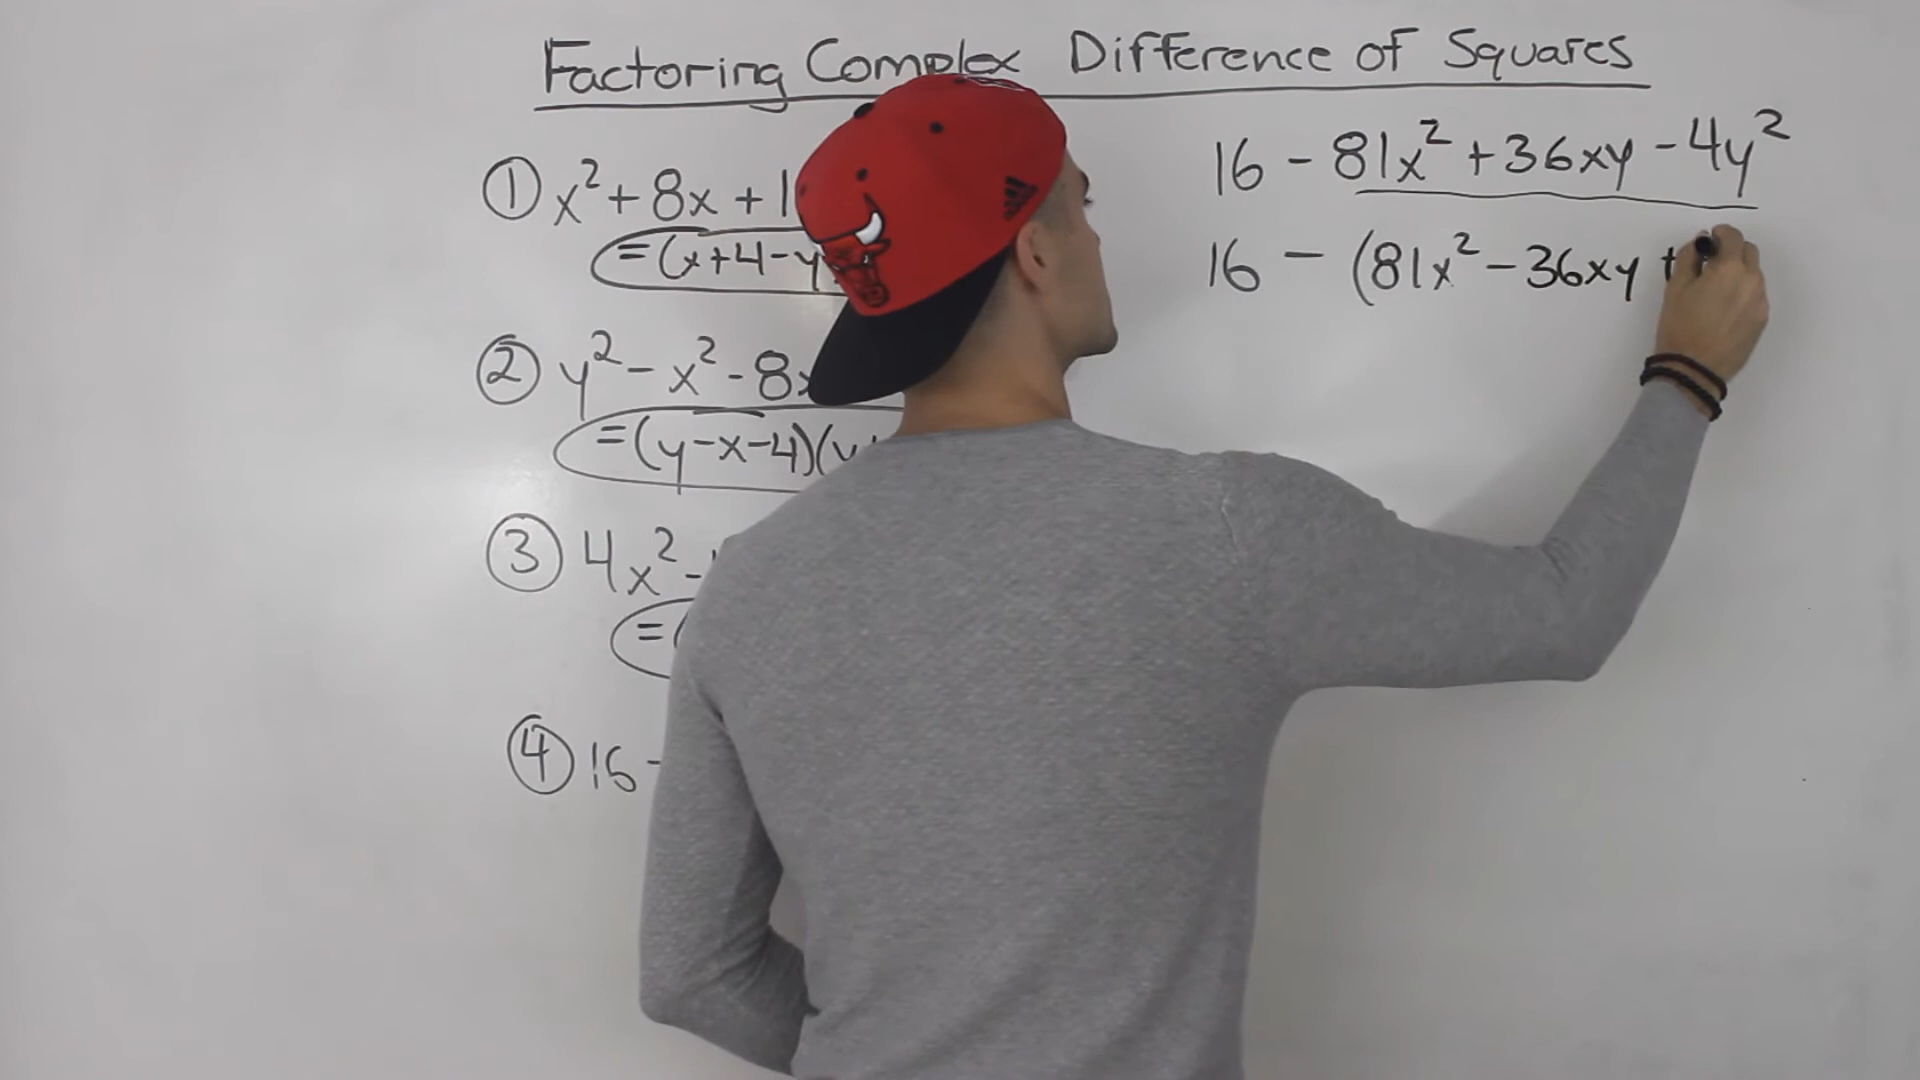 Factoring Complex Difference of Squares
① x² + 8x + 1
= (x+4-y
② y² - x² - 8x
= (y-x-4)(
③ 4x² -
= (
④ 16 -
16 - 81x² + 36xy - 4y²
16 - (81x² - 36xy +